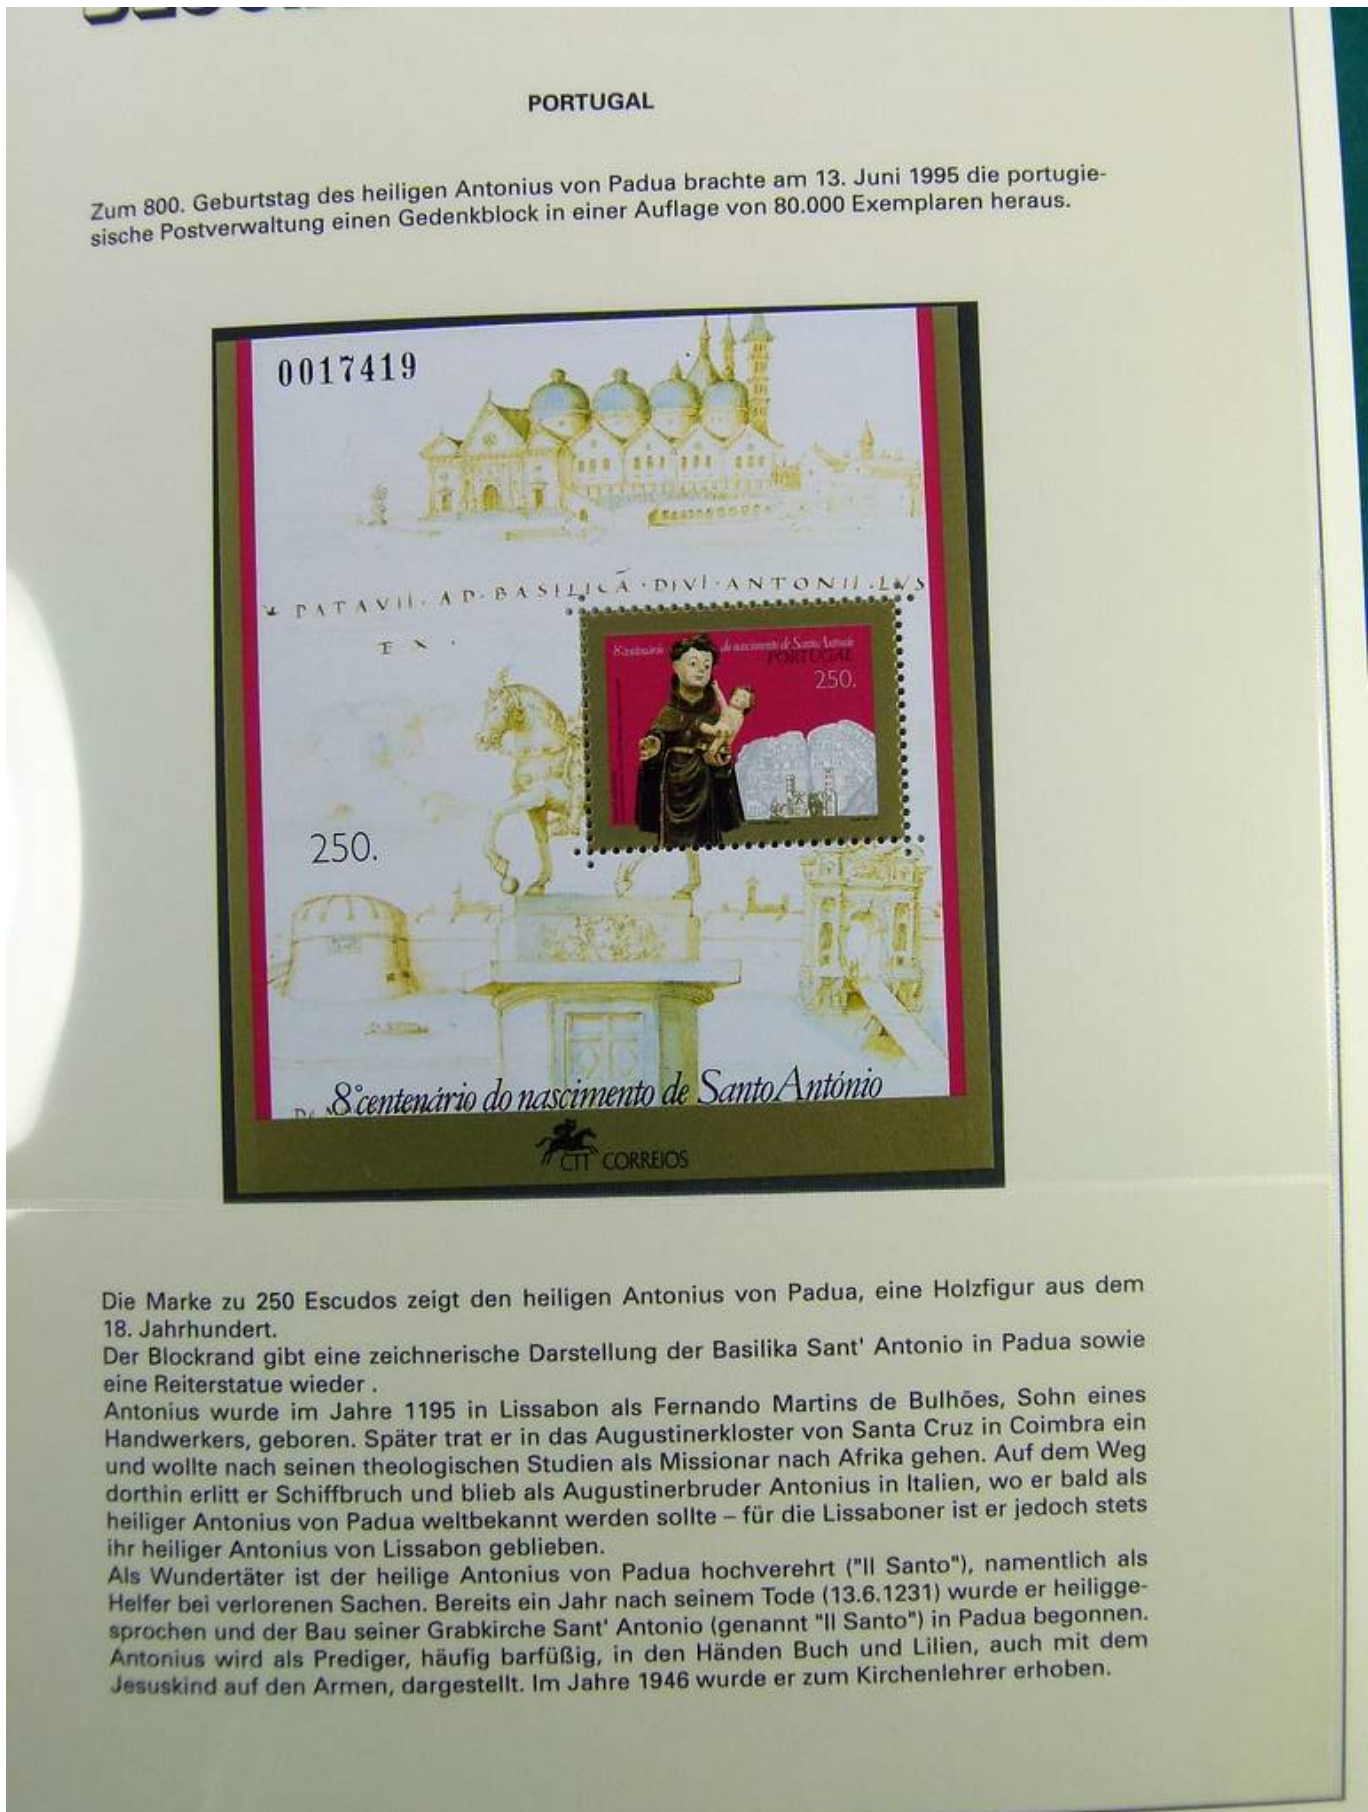 PORTUGAL
Zum 800. Geburtstag des heiligen Antonius von Padua brachte am 13. Juni 1995 die portugie-
sische Postverwaltung einen Gedenkblock in einer Auflage von 80.000 Exemplaren heraus.
0017419
PATAVII · AD · BASILICÃ · DIVI · ANTONII · LVS
EX ·
8ºcentenário do nascimento de Santo António
PORTUGAL
250.
250.
8ºcentenário do nascimento de Santo António
CTT CORREIOS
Die Marke zu 250 Escudos zeigt den heiligen Antonius von Padua, eine Holzfigur aus dem
18. Jahrhundert.
Der Blockrand gibt eine zeichnerische Darstellung der Basilika Sant' Antonio in Padua sowie
eine Reiterstatue wieder .
Antonius wurde im Jahre 1195 in Lissabon als Fernando Martins de Bulhões, Sohn eines
Handwerkers, geboren. Später trat er in das Augustinerkloster von Santa Cruz in Coimbra ein
und wollte nach seinen theologischen Studien als Missionar nach Afrika gehen. Auf dem Weg
dorthin erlitt er Schiffbruch und blieb als Augustinerbruder Antonius in Italien, wo er bald als
heiliger Antonius von Padua weltbekannt werden sollte – für die Lissaboner ist er jedoch stets
ihr heiliger Antonius von Lissabon geblieben.
Als Wundertäter ist der heilige Antonius von Padua hochverehrt ("Il Santo"), namentlich als
Helfer bei verlorenen Sachen. Bereits ein Jahr nach seinem Tode (13.6.1231) wurde er heiligge-
sprochen und der Bau seiner Grabkirche Sant' Antonio (genannt "Il Santo") in Padua begonnen.
Antonius wird als Prediger, häufig barfüßig, in den Händen Buch und Lilien, auch mit dem
Jesuskind auf den Armen, dargestellt. Im Jahre 1946 wurde er zum Kirchenlehrer erhoben.